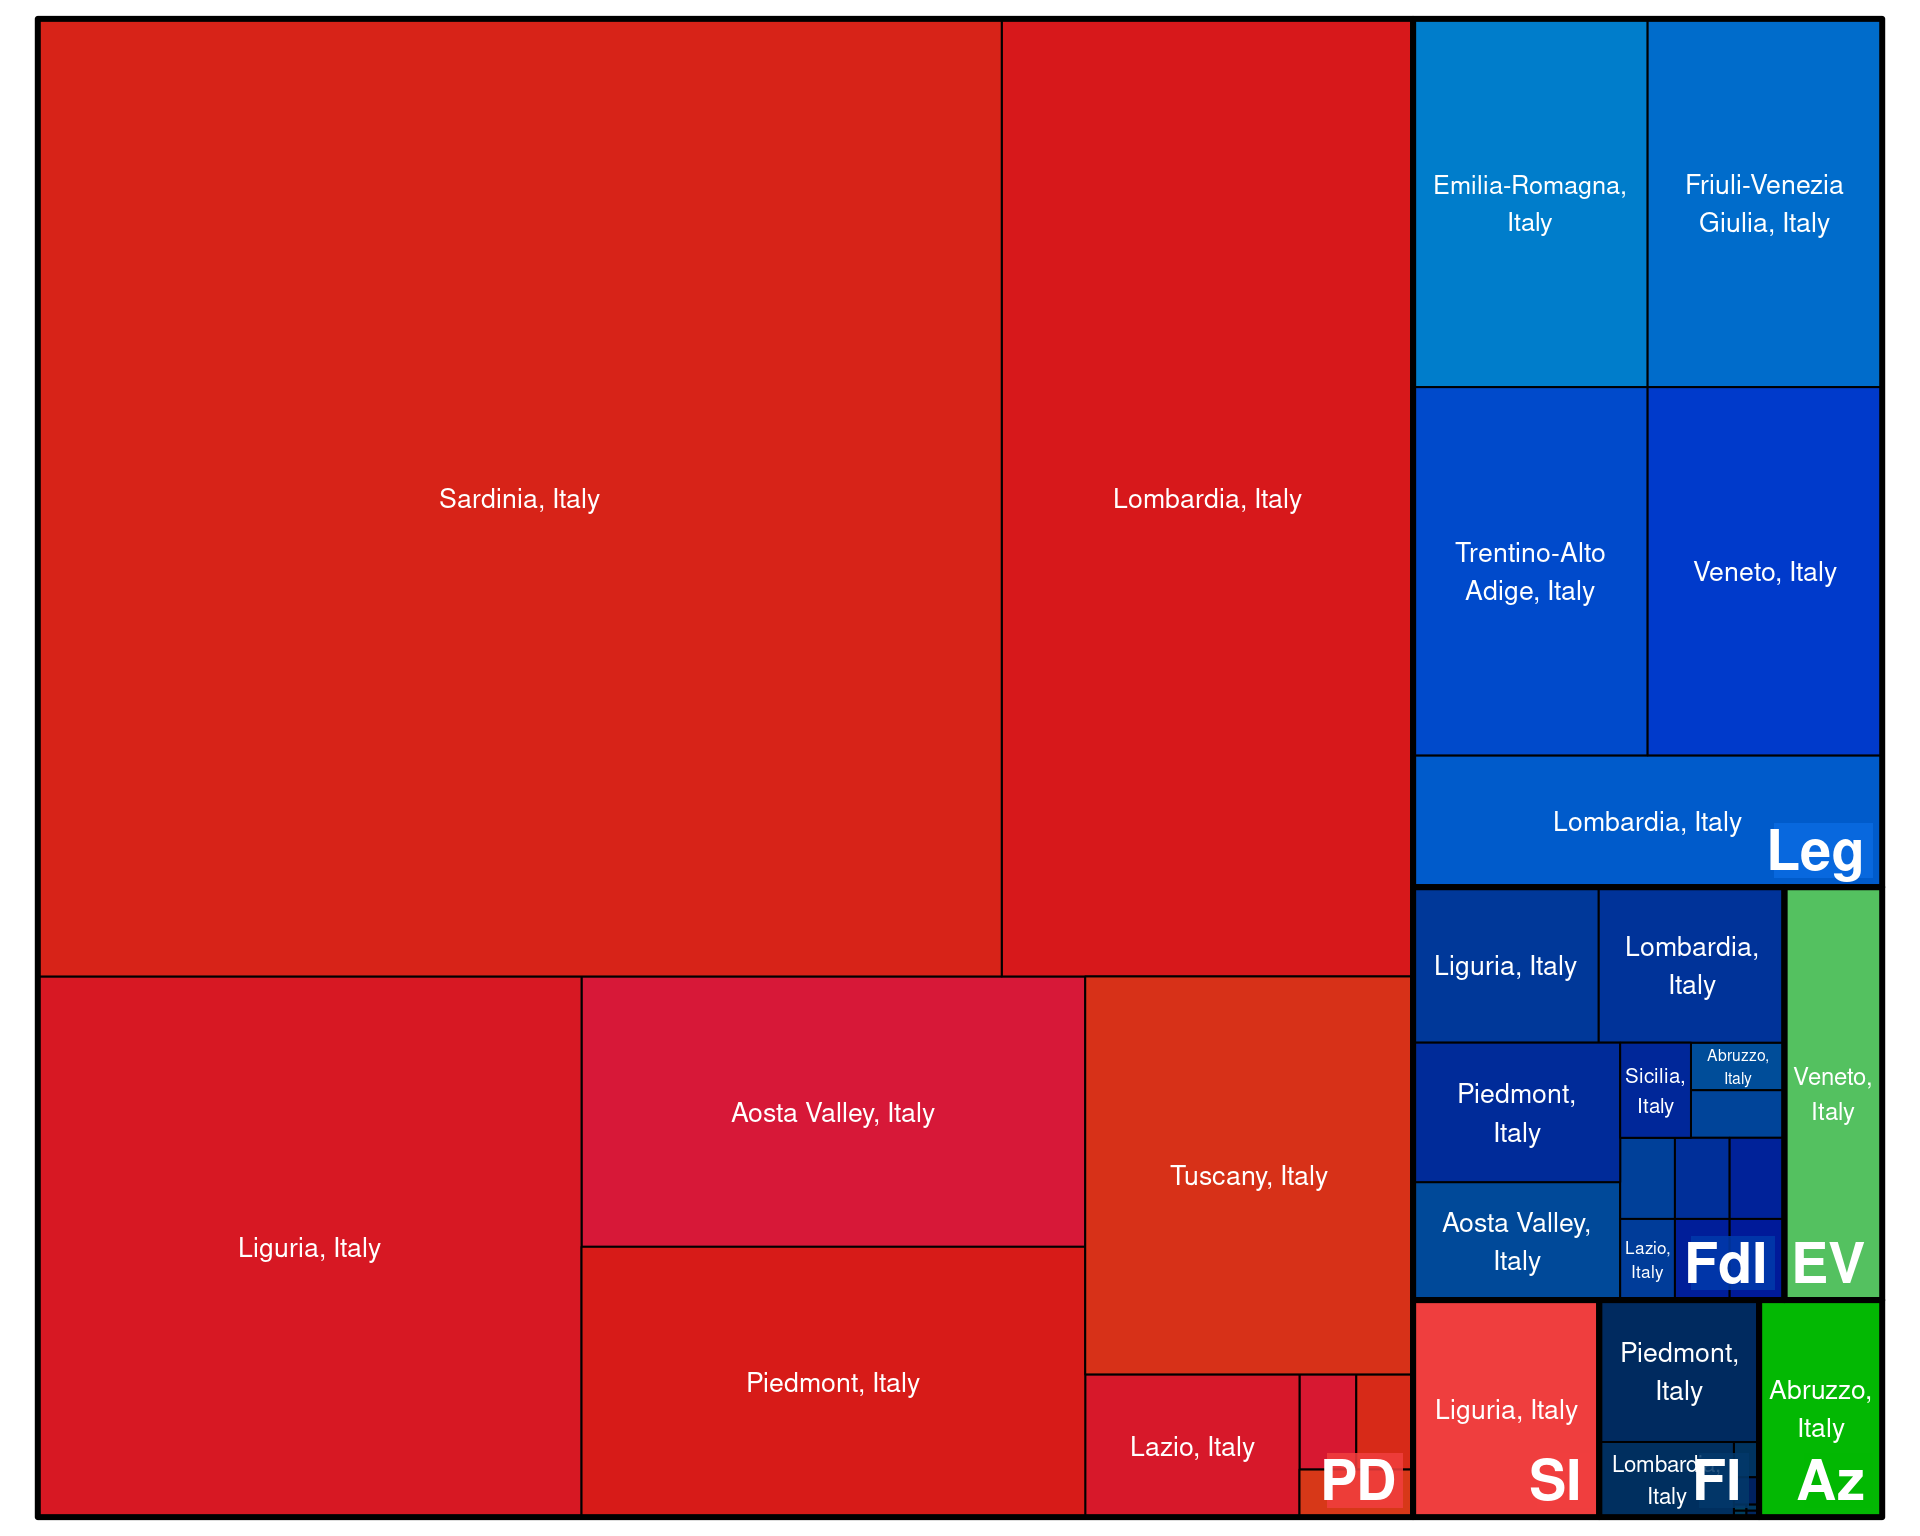 Sardinia, Italy
Lombardia, Italy
Liguria, Italy
Aosta Valley, Italy
Piedmont, Italy
Tuscany, Italy
Lazio, Italy
PD
Emilia-Romagna,
Italy
Friuli-Venezia
Giulia, Italy
Trentino-Alto
Adige, Italy
Veneto, Italy
Lombardia, Italy
Leg
Liguria, Italy
Lombardia,
Italy
Piedmont,
Italy
Sicilia,
Italy
Abruzzo,
Italy
Aosta Valley,
Italy
Lazio,
Italy
FdI
Veneto,
Italy
EV
Liguria, Italy
SI
Piedmont,
Italy
Lombardia,
Italy
FI
Abruzzo,
Italy
Az